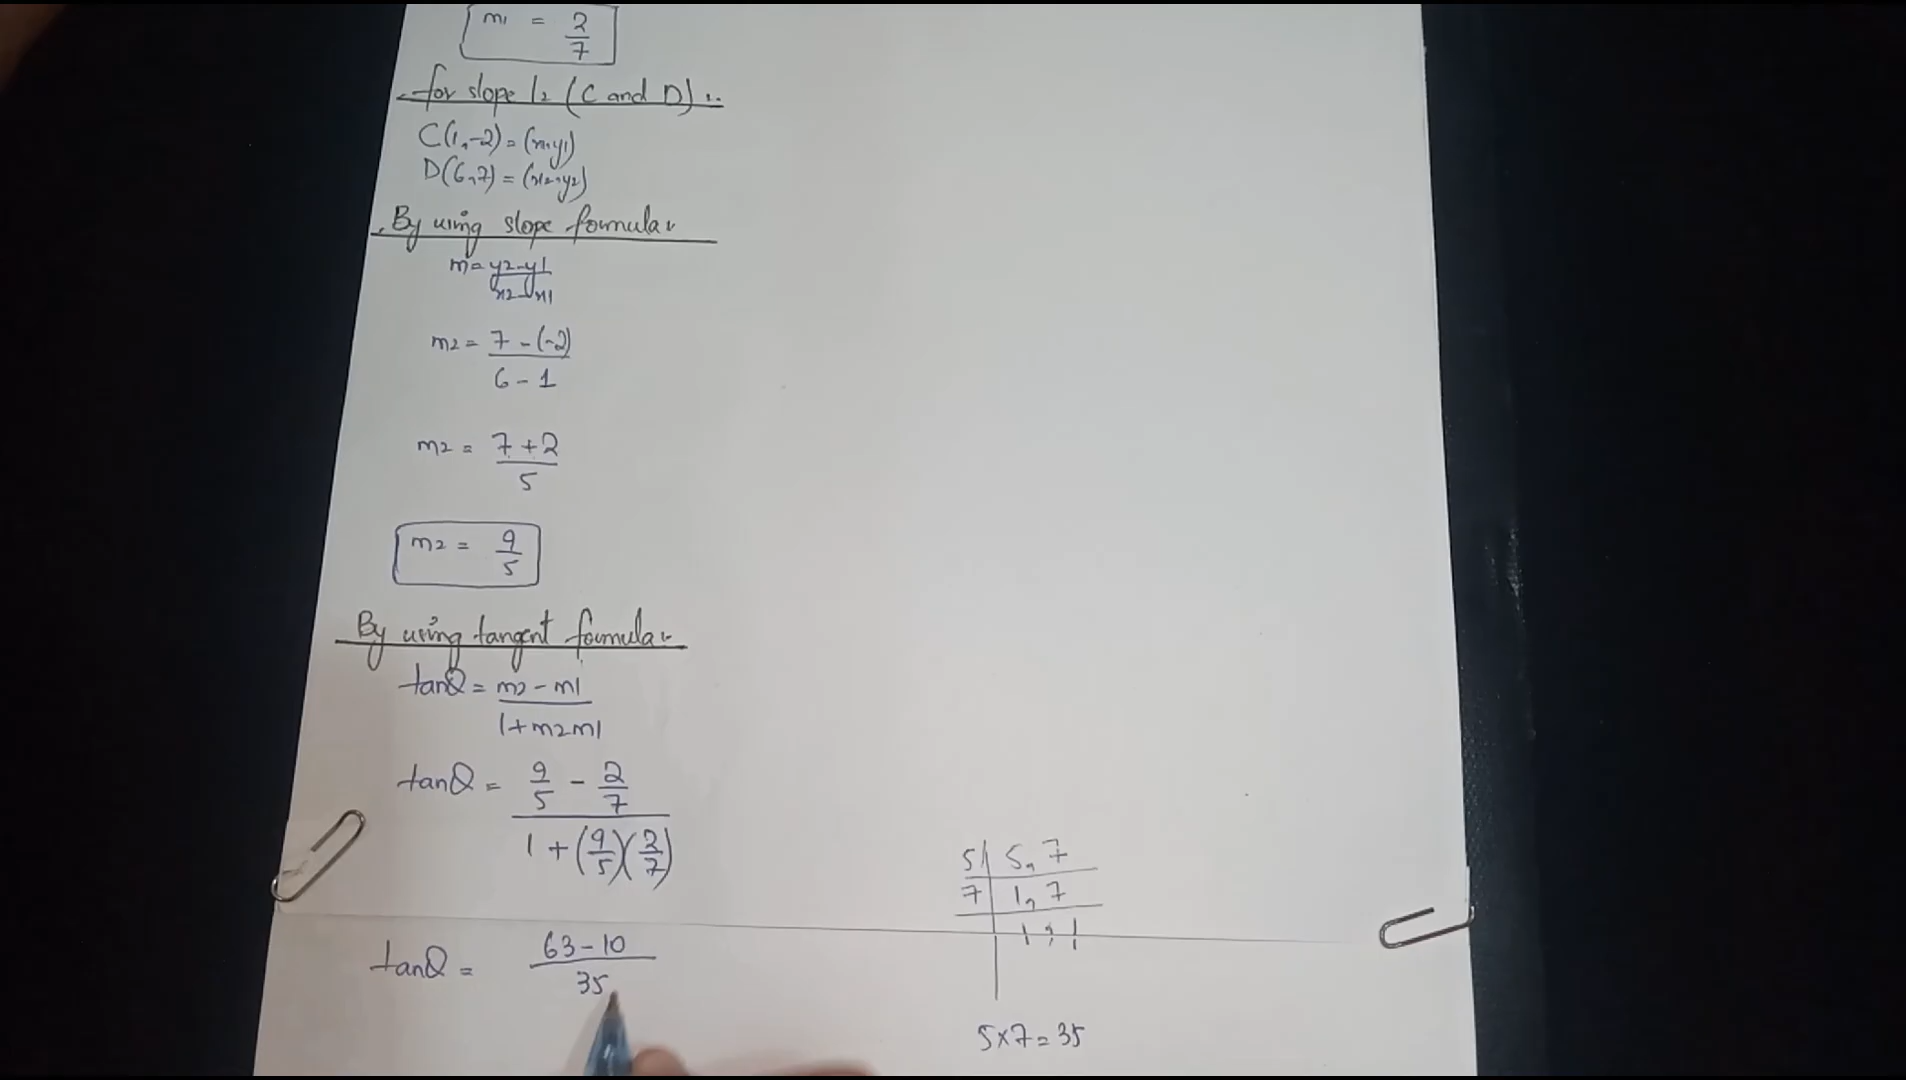 m1 = 2/7
for slope l2 (C and D):.
C(1,-2) = (x1,y1)
D(6,7) = (x2,y2)
By using slope formula:
m = y2-y1/x2-x1
m2 = 7-(-2)/6-1
m2 = 7+2/5
m2 = 9/5
By using tangent formula:
tanθ = m2-m1/1+m2m1
tanθ = 9/5 - 2/7 / 1+(9/5)(2/7)
5 | 5, 7
7 | 1, 7
1, 1
tanθ = 63-10/35
5×7=35